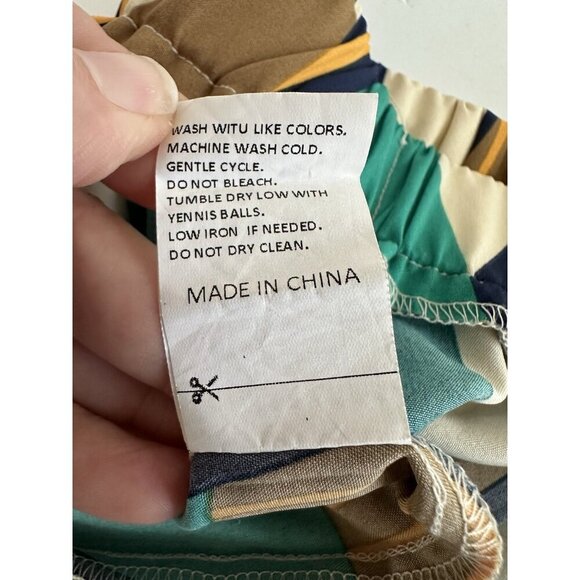 WASH WITU LIKE COLORS.
MACHINE WASH COLD.
GENTLE CYCLE.
DO NOT BLEACH.
TUMBLE DRY LOW WITH
YENNIS BALLS.
LOW IRON IF NEEDED.
DO NOT DRY CLEAN.
MADE IN CHINA